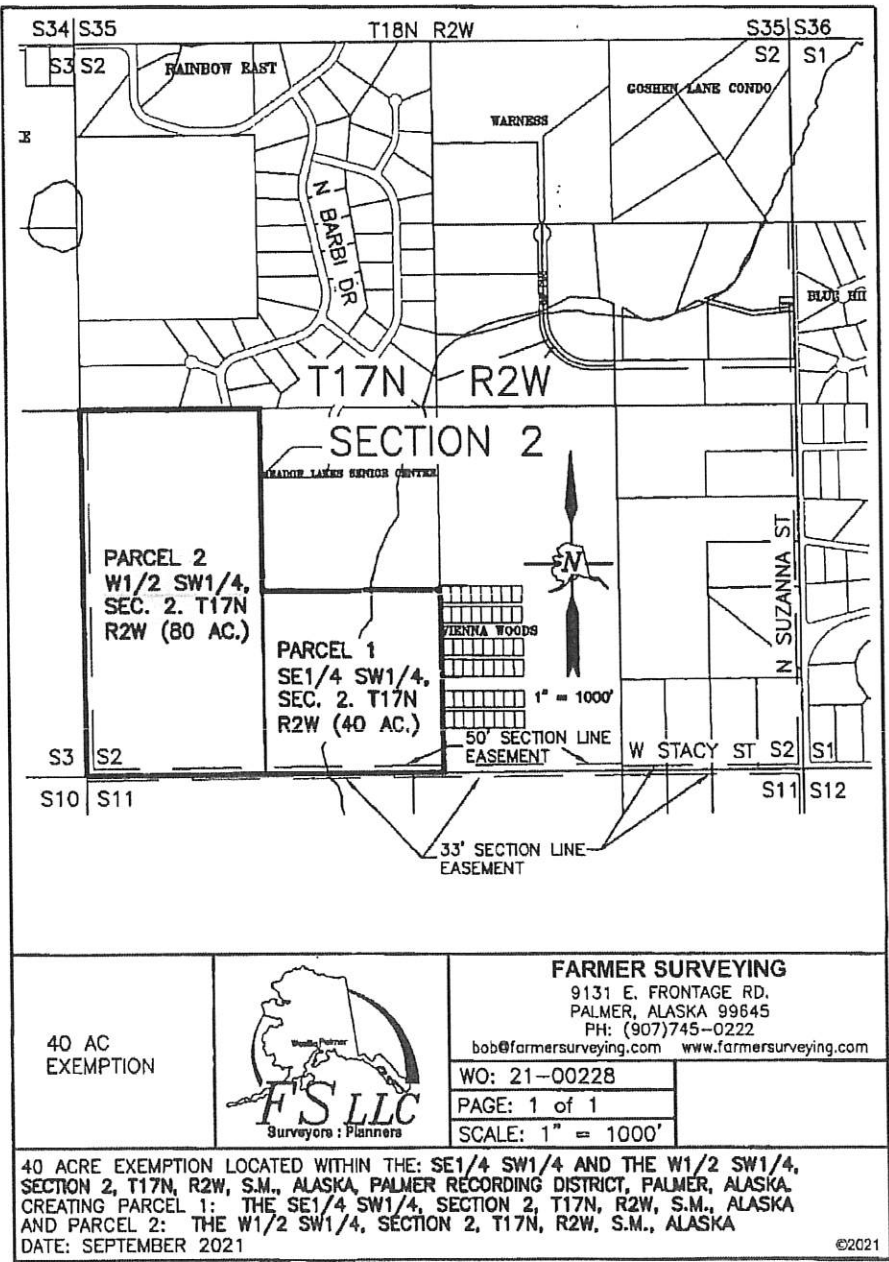 S34 S35 T18N R2W S35 S36
S3 S2 RAINBOW EAST S2 S1
GOSHEN LANE CONDO
WARNESS
E
N BARBI DR
BLUE HII
T17N R2W
SECTION 2
MEADOW LAKES SENIOR CENTER
PARCEL 2
W1/2 SW1/4,
SEC. 2. T17N
R2W (80 AC.)
N
N SUZANNA ST
VIENNA WOODS
PARCEL 1
SE1/4 SW1/4,
SEC. 2. T17N
R2W (40 AC.)
1" = 1000'
50' SECTION LINE
EASEMENT
W STACY ST
S3 S2 S2 S1
S10 S11 S11 S12
33' SECTION LINE
EASEMENT
40 AC
EXEMPTION
Wasilla Palmer
FS LLC
Surveyors : Planners
FARMER SURVEYING
9131 E. FRONTAGE RD.
PALMER, ALASKA 99645
PH: (907)745-0222
bob@farmersurveying.com www.farmersurveying.com
WO: 21-00228
PAGE: 1 of 1
SCALE: 1" = 1000'
40 ACRE EXEMPTION LOCATED WITHIN THE: SE1/4 SW1/4 AND THE W1/2 SW1/4,
SECTION 2, T17N, R2W, S.M., ALASKA, PALMER RECORDING DISTRICT, PALMER, ALASKA.
CREATING PARCEL 1: THE SE1/4 SW1/4, SECTION 2, T17N, R2W, S.M., ALASKA
AND PARCEL 2: THE W1/2 SW1/4, SECTION 2, T17N, R2W. S.M., ALASKA
DATE: SEPTEMBER 2021 ©2021